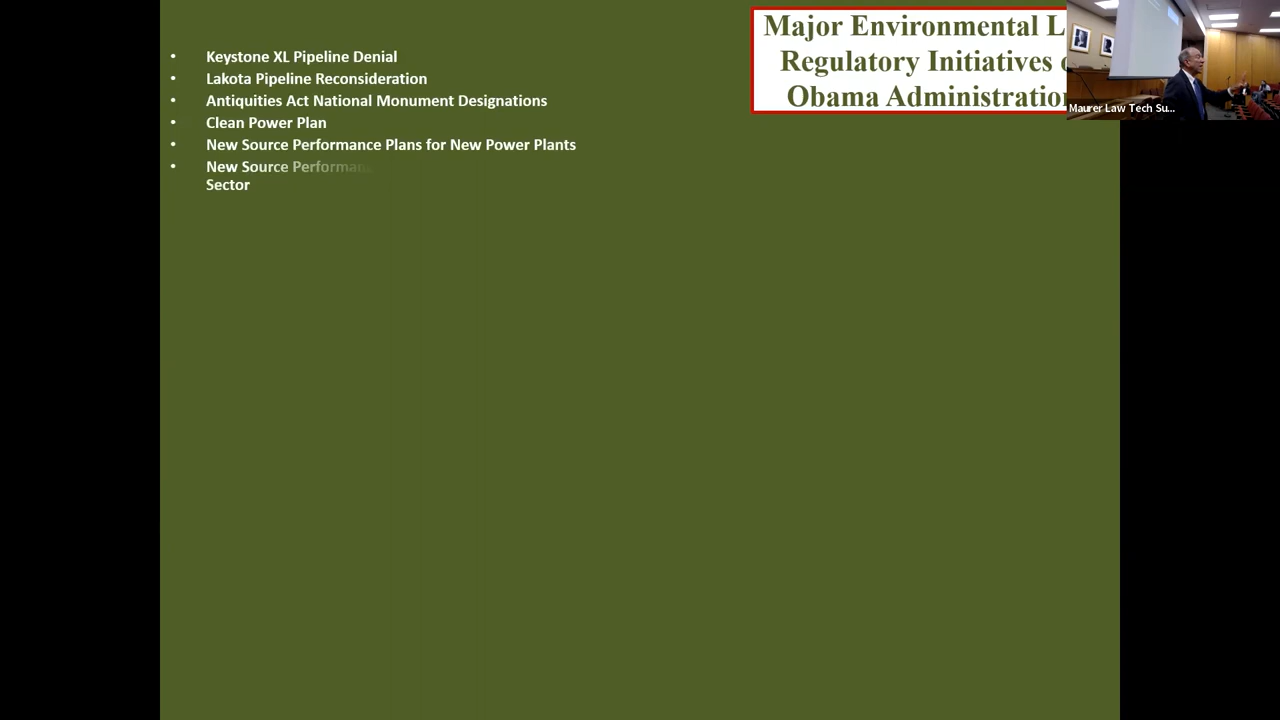 Major Environmental L
Regulatory Initiatives
Obama Administration
• Keystone XL Pipeline Denial
• Lakota Pipeline Reconsideration
• Antiquities Act National Monument Designations
• Clean Power Plan
• New Source Performance Plans for New Power Plants
• New Source Performanc
Sector
Maurer Law Tech Su...